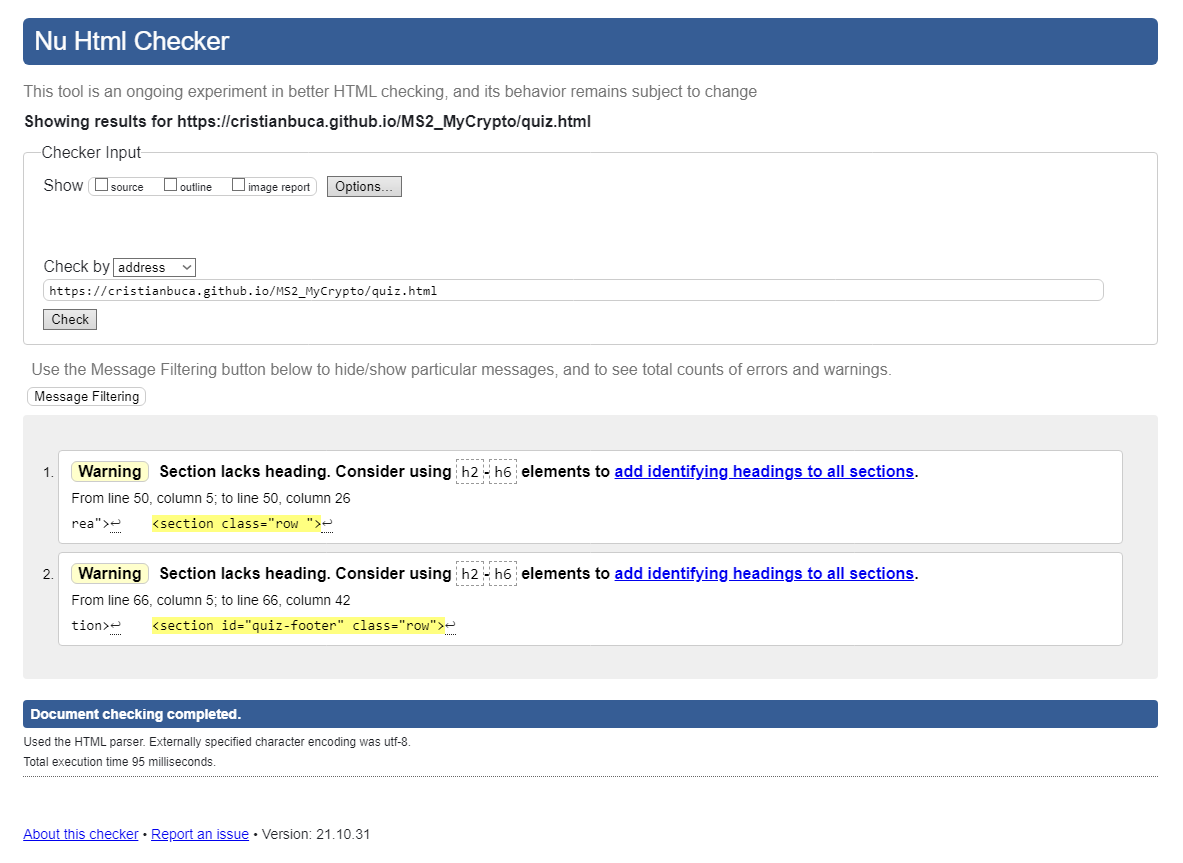 Nu Html Checker
This tool is an ongoing experiment in better HTML checking, and its behavior remains subject to change
Showing results for https://cristianbuca.github.io/MS2_MyCrypto/quiz.html
Checker Input
Show source outline image report Options...
Check by address
https://cristianbuca.github.io/MS2_MyCrypto/quiz.html
Check
Use the Message Filtering button below to hide/show particular messages, and to see total counts of errors and warnings.
Message Filtering
1. Warning Section lacks heading. Consider using h2-h6 elements to add identifying headings to all sections.
From line 50, column 5; to line 50, column 26
rea">↩ <section class="row ">↩
2. Warning Section lacks heading. Consider using h2-h6 elements to add identifying headings to all sections.
From line 66, column 5; to line 66, column 42
tion>↩ <section id="quiz-footer" class="row">↩
Document checking completed.
Used the HTML parser. Externally specified character encoding was utf-8.
Total execution time 95 milliseconds.
About this checker • Report an issue • Version: 21.10.31